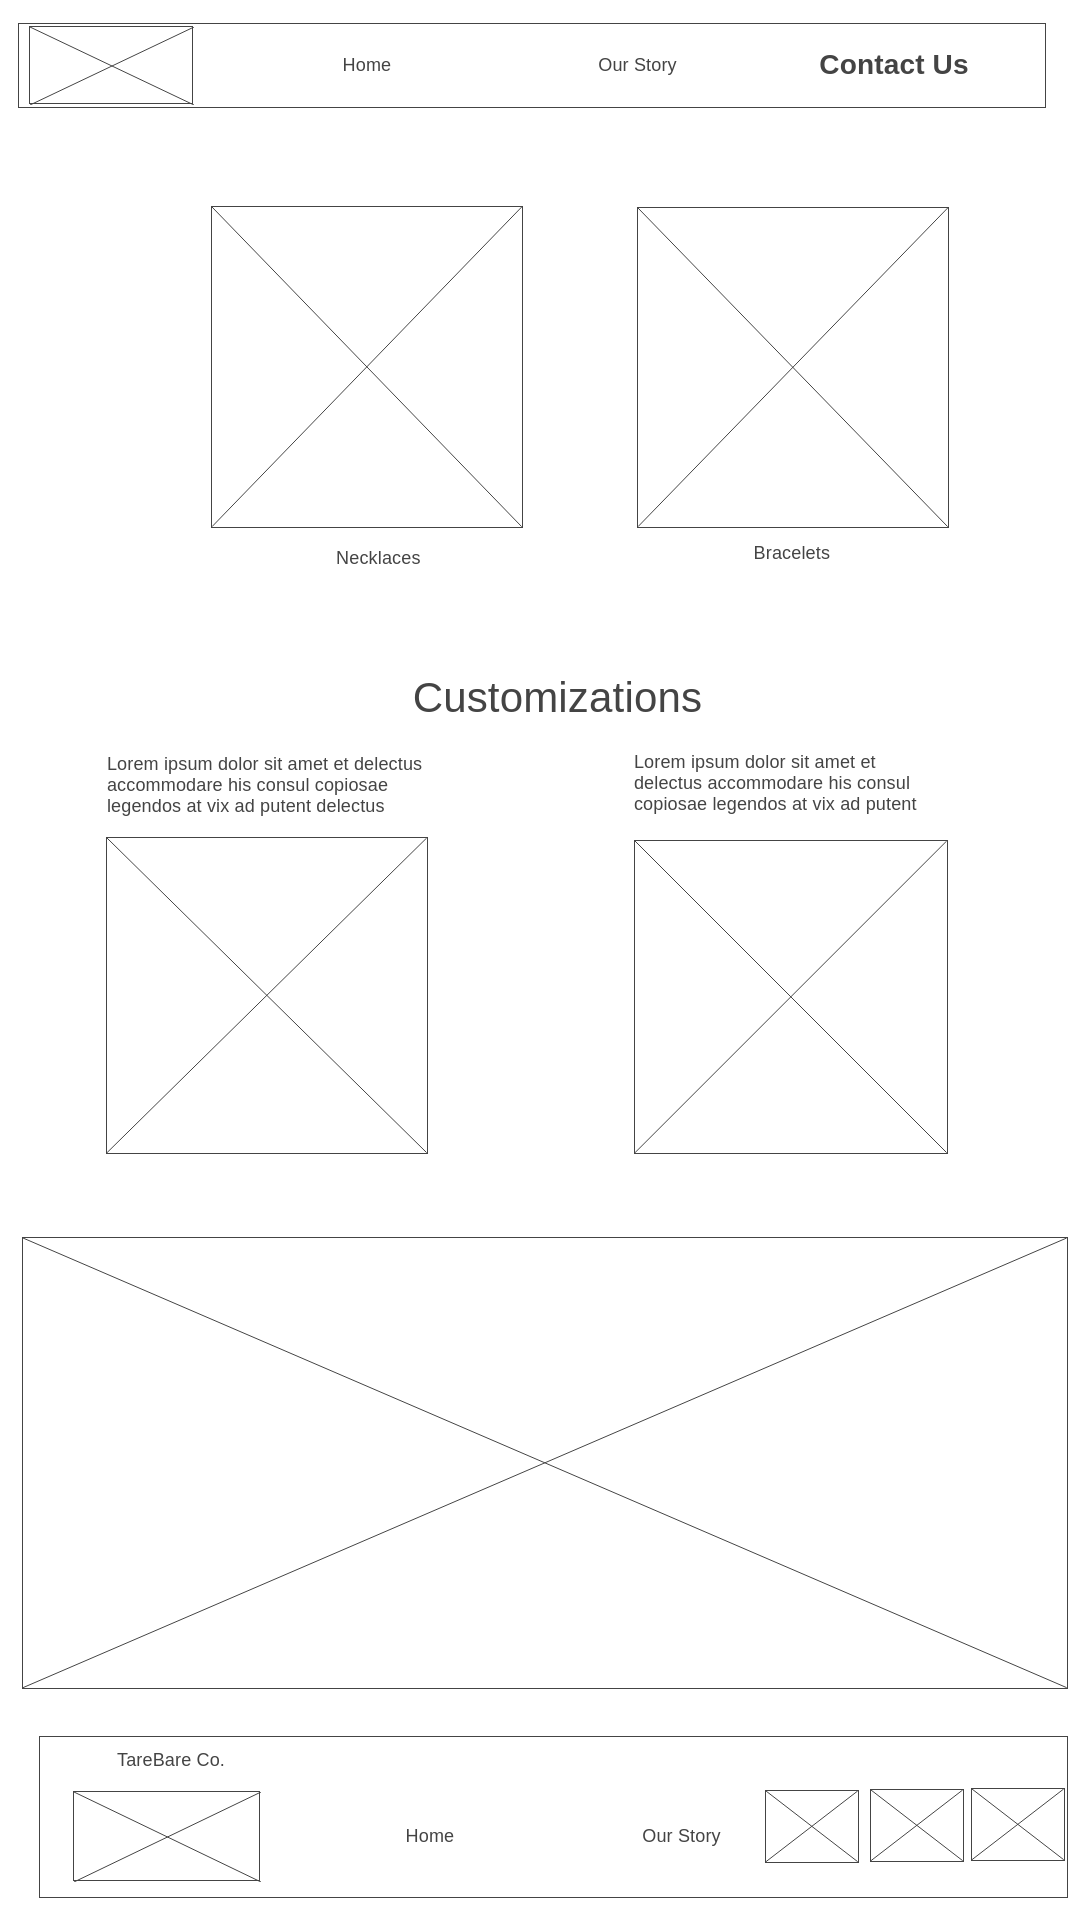 Home
Our Story
Contact Us
Necklaces
Bracelets
Customizations
Lorem ipsum dolor sit amet et delectus
accommodare his consul copiosae
legendos at vix ad putent delectus
Lorem ipsum dolor sit amet et
delectus accommodare his consul
copiosae legendos at vix ad putent
TareBare Co.
Home
Our Story